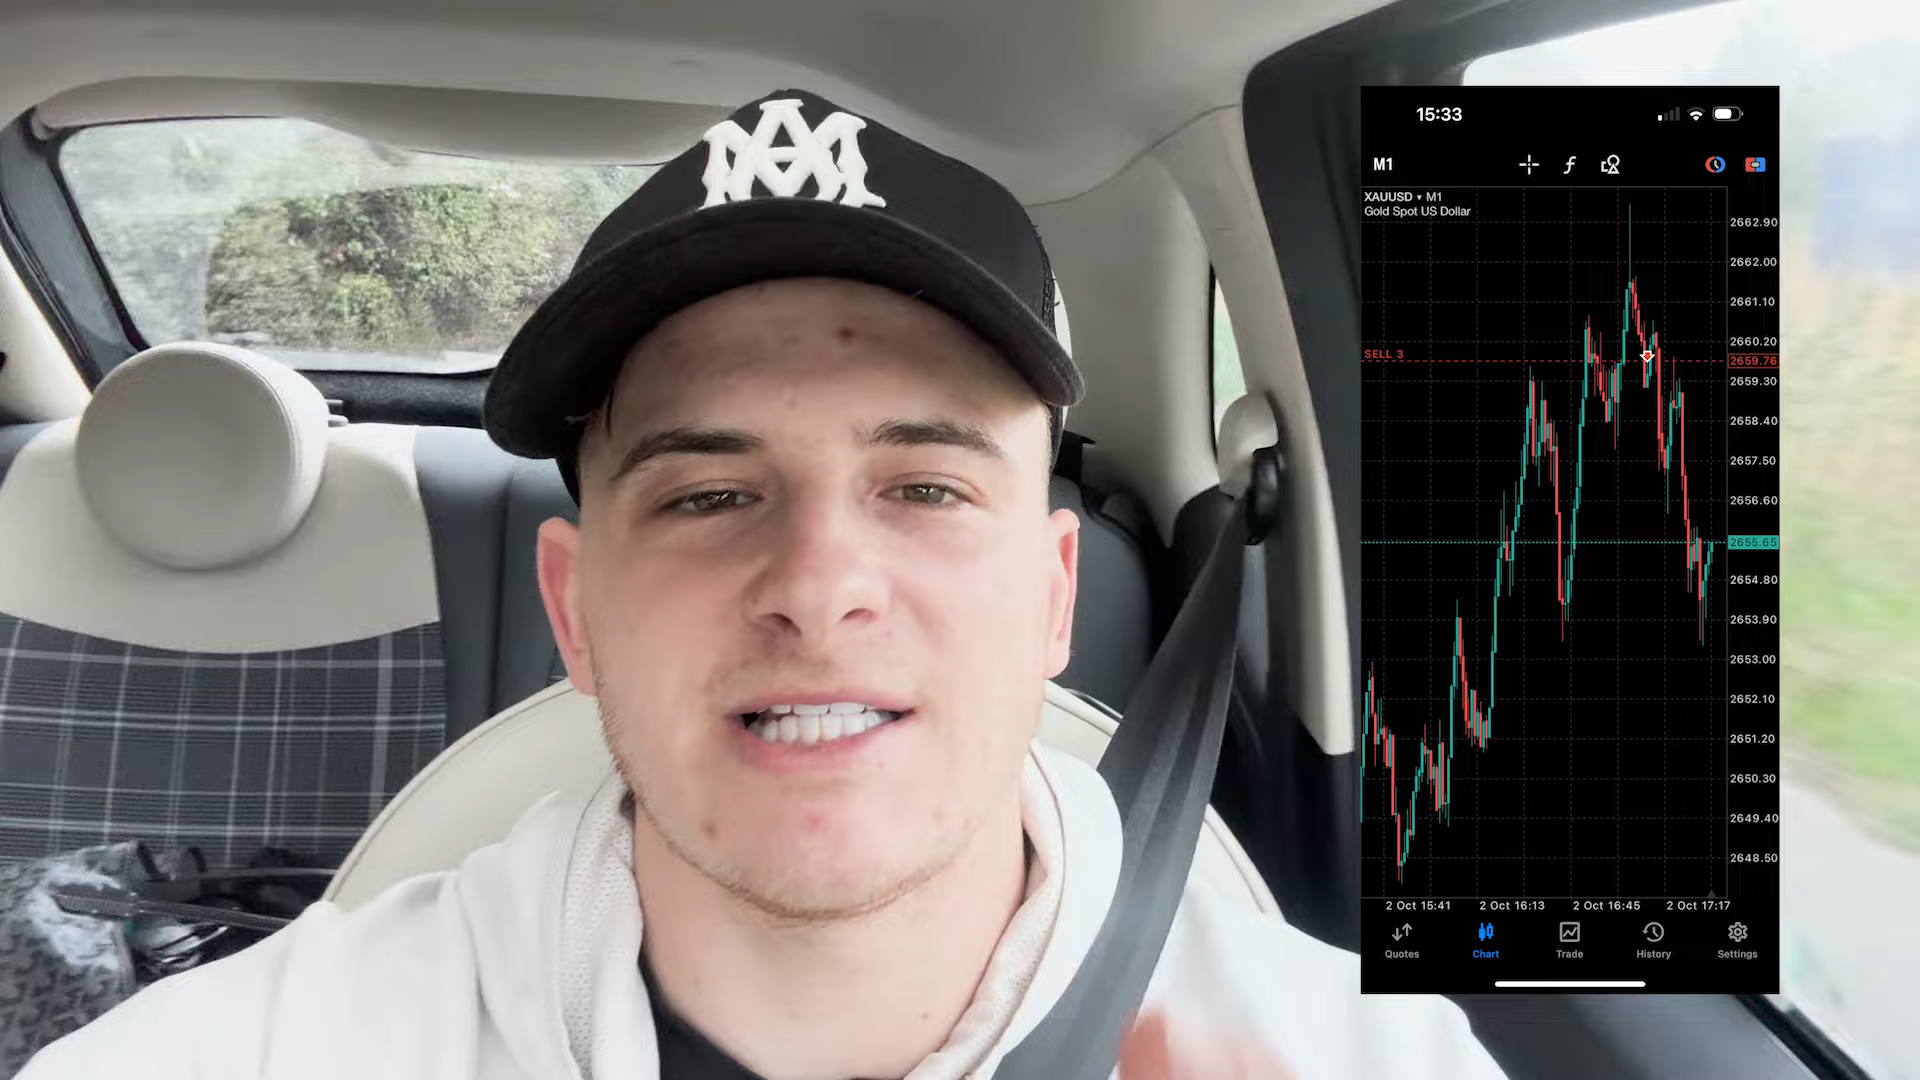 MA
15:33
M1
XAUUSD ▾ M1
Gold Spot US Dollar
SELL 3
2662.90
2662.00
2661.10
2660.20
2659.76
2659.30
2658.40
2657.50
2656.60
2655.65
2654.80
2653.90
2653.00
2652.10
2651.20
2650.30
2649.40
2648.50
2 Oct 15:41 2 Oct 16:13 2 Oct 16:45 2 Oct 17:17
Quotes Chart Trade History Settings